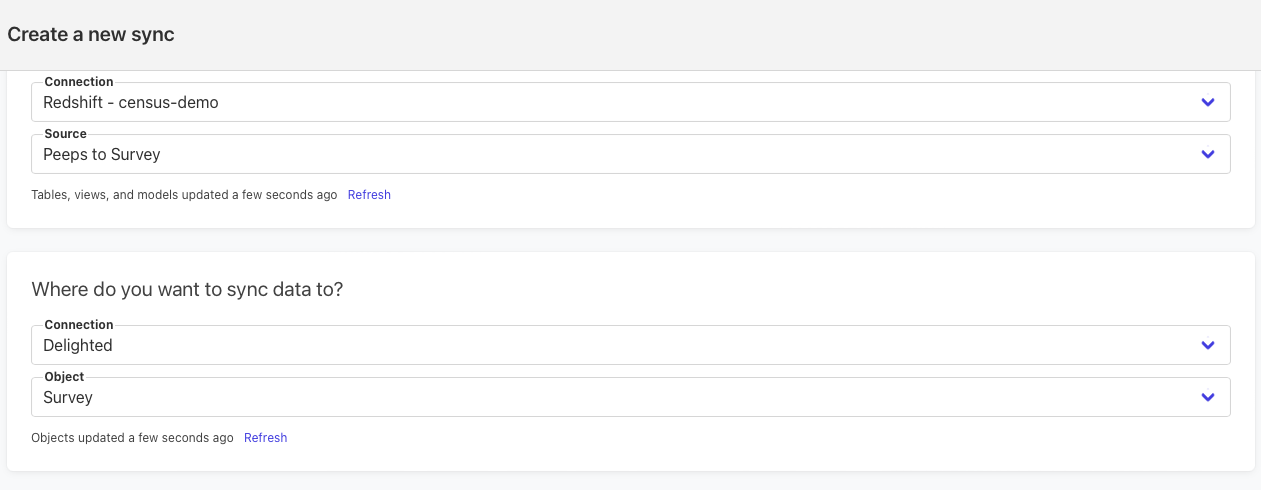 Create a new sync
Connection
Redshift - census-demo
Source
Peeps to Survey
Tables, views, and models updated a few seconds ago Refresh
Where do you want to sync data to?
Connection
Delighted
Object
Survey
Objects updated a few seconds ago Refresh